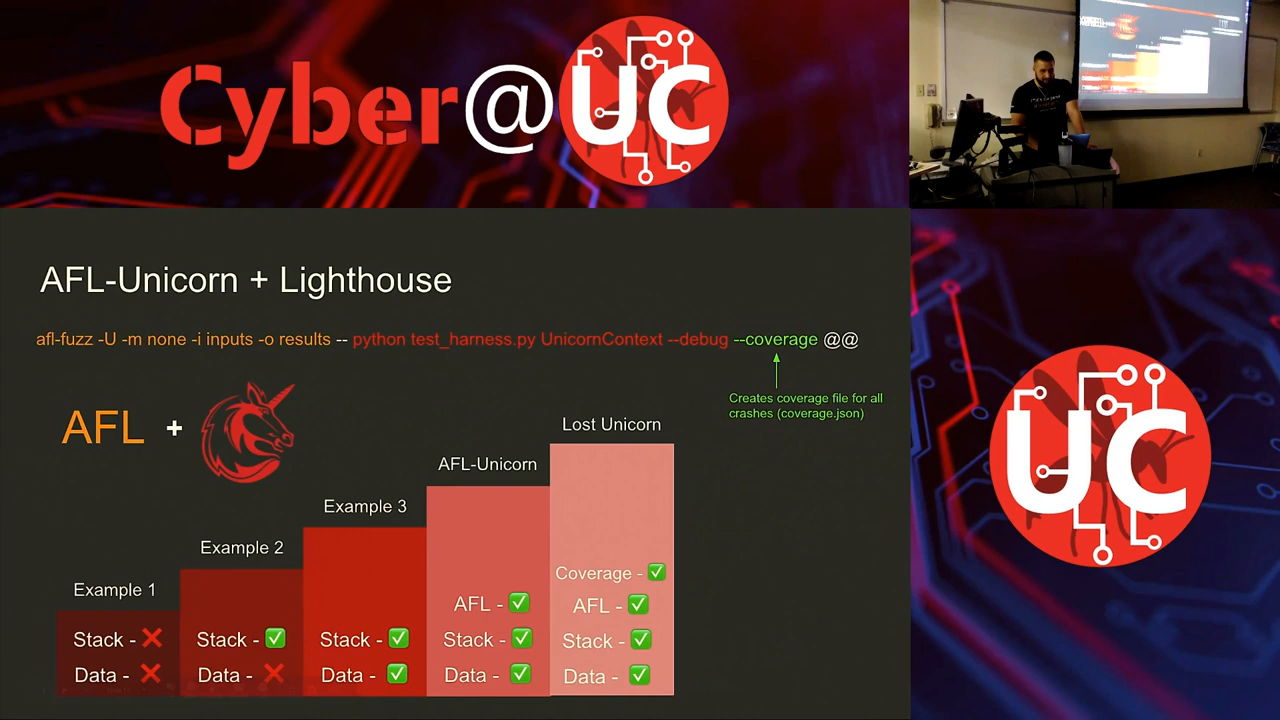 Cyber@UC
AFL-Unicorn + Lighthouse
afl-fuzz -U -m none -i inputs -o results -- python test_harness.py UnicornContext --debug --coverage @@
Creates coverage file for all
crashes (coverage.json)
AFL +
Lost Unicorn
AFL-Unicorn
Example 3
Example 2
Example 1
Coverage - ✅
AFL - ✅ AFL - ✅
Stack - ❌ Stack - ✅ Stack - ✅ Stack - ✅ Stack - ✅
Data - ❌ Data - ❌ Data - ✅ Data - ✅ Data - ✅
UC